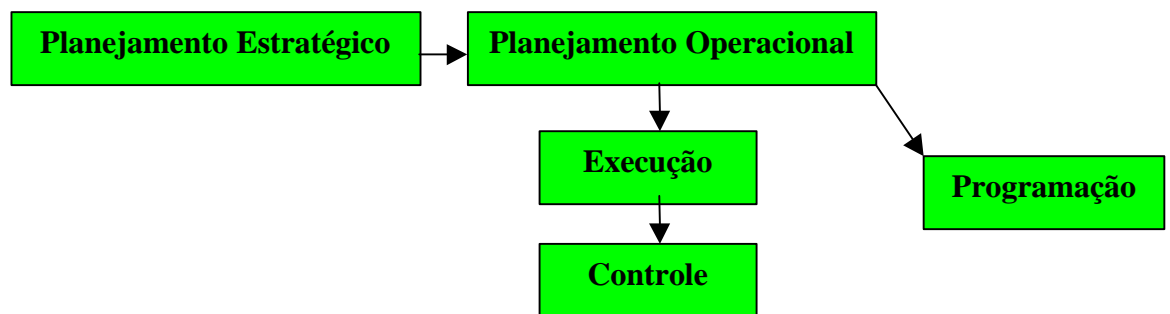 Planejamento Estratégico
Planejamento Operacional
Execução
Programação
Controle